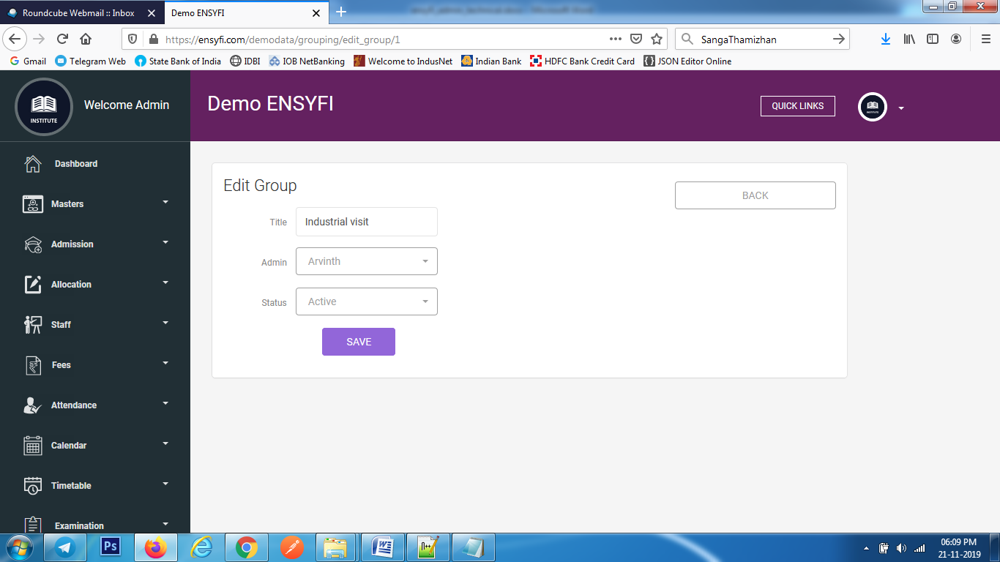 Roundcube Webmail :: Inbox
Demo ENSYFI
https://ensyfi.com/demodata/grouping/edit_group/1
SangaThamizhan
Gmail
Telegram Web
State Bank of India
IDBI
IOB NetBanking
Welcome to IndusNet
Indian Bank
HDFC Bank Credit Card
JSON Editor Online
INSTITUTE
Welcome Admin
Demo ENSYFI
QUICK LINKS
Dashboard
Masters
Admission
Allocation
Staff
Fees
Attendance
Calendar
Timetable
Examination
Edit Group
BACK
Title
Industrial visit
Admin
Arvinth
Status
Active
SAVE
Ps
06:09 PM
21-11-2019